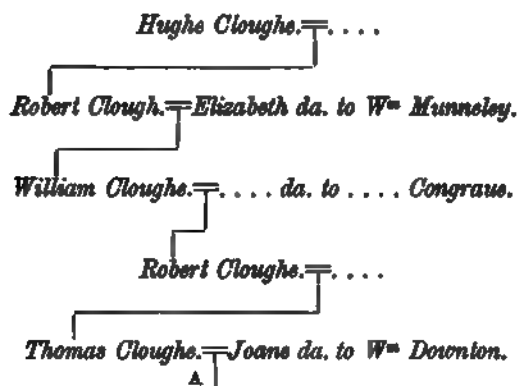 Hughe Cloughe.=. . . .
Robert Clough.=Elizabeth da. to Wm Munneley.
William Cloughe.=. . . . da. to . . . . Congraue.
Robert Cloughe.=. . . .
Thomas Cloughe.=Joane da. to Wm Downton.
A